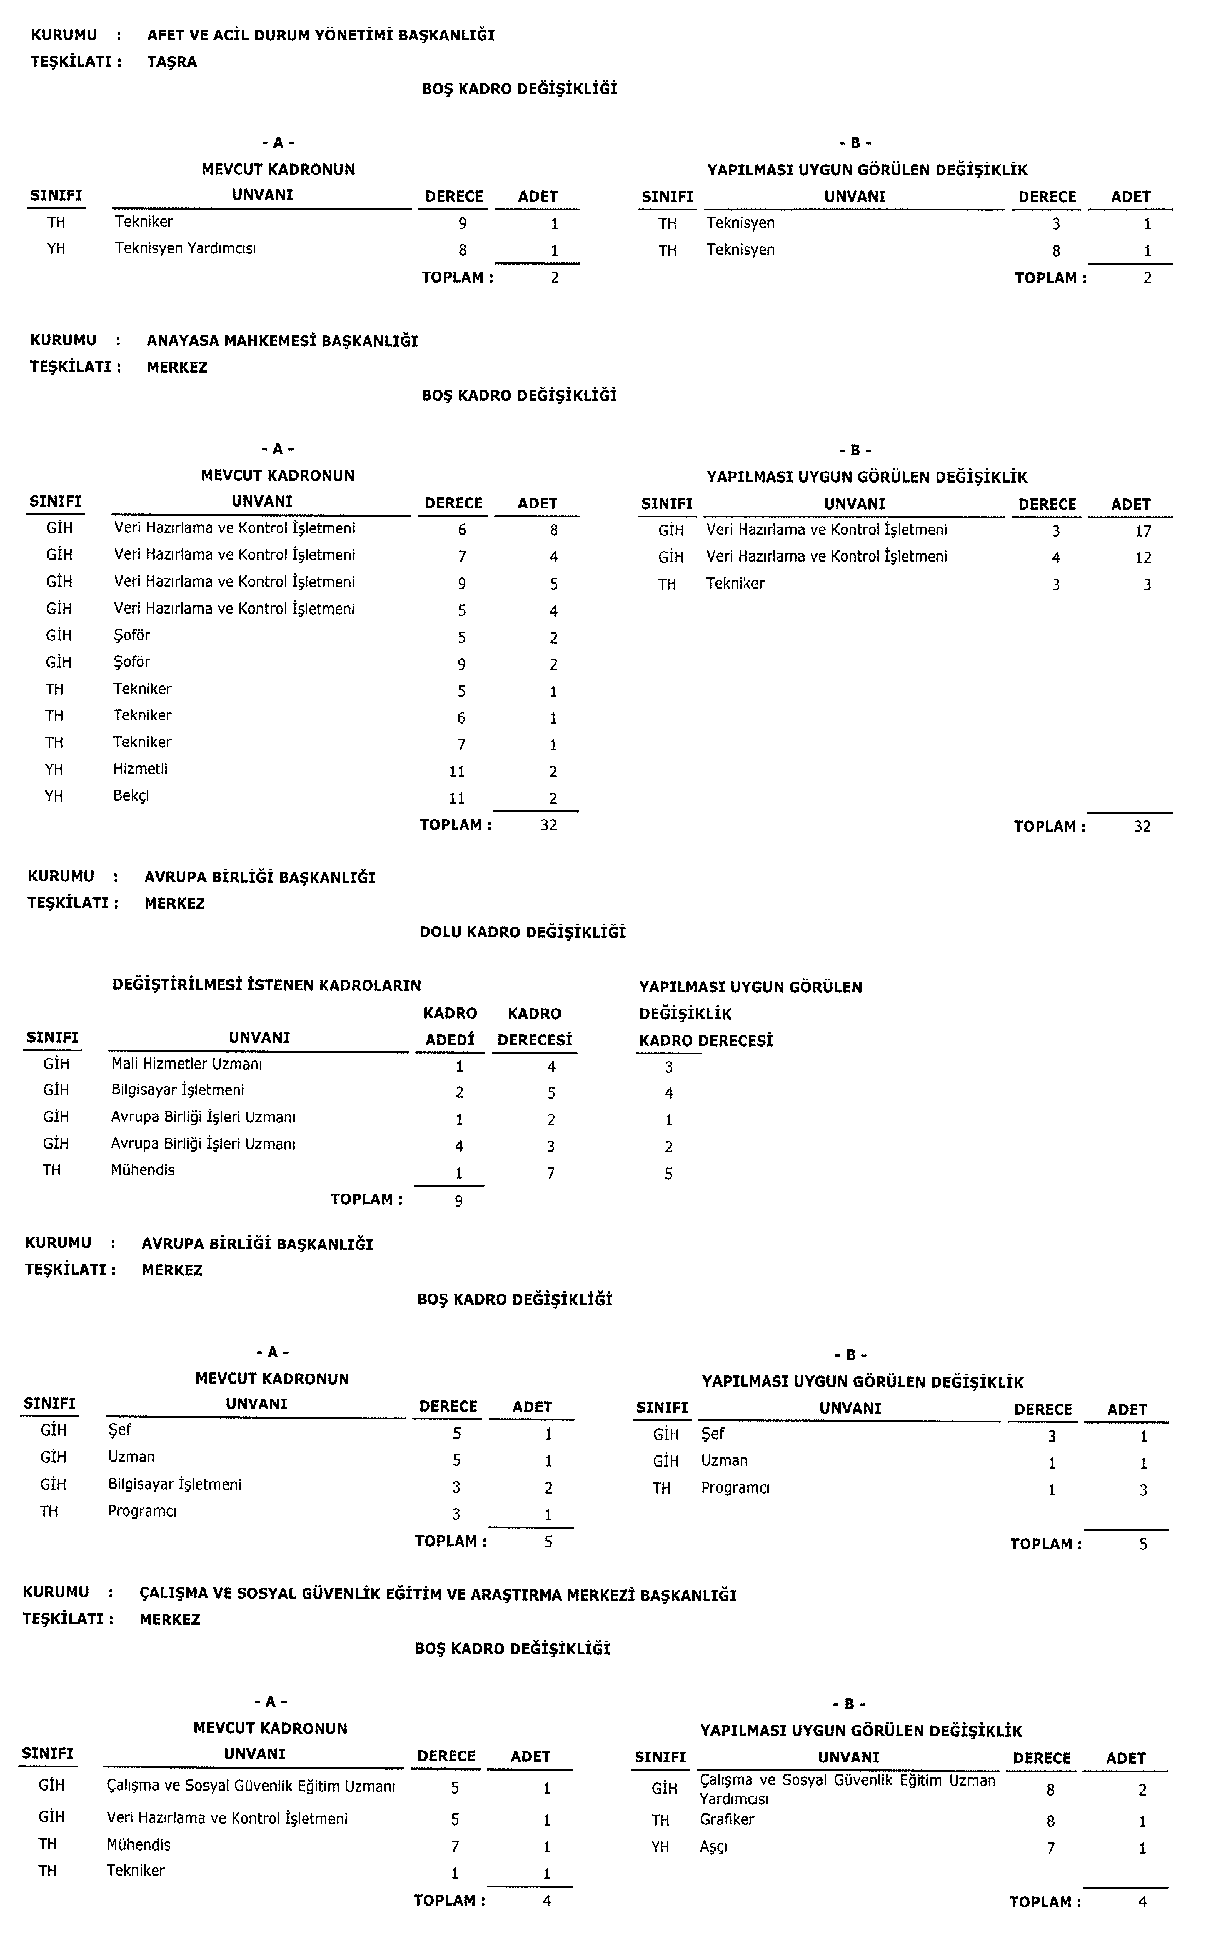 KURUMU : AFET VE ACİL DURUM YÖNETİMİ BAŞKANLIĞI
TEŞKİLATI : TAŞRA
BOŞ KADRO DEĞİŞİKLİĞİ
- A - - B -
MEVCUT KADRONUN YAPILMASI UYGUN GÖRÜLEN DEĞİŞİKLİK
SINIFI UNVANI DERECE ADET SINIFI UNVANI DERECE ADET
TH Tekniker 9 1 TH Teknisyen 3 1
YH Teknisyen Yardımcısı 8 1 TH Teknisyen 8 1
TOPLAM : 2 TOPLAM : 2
KURUMU : ANAYASA MAHKEMESİ BAŞKANLIĞI
TEŞKİLATI : MERKEZ
BOŞ KADRO DEĞİŞİKLİĞİ
- A - - B -
MEVCUT KADRONUN YAPILMASI UYGUN GÖRÜLEN DEĞİŞİKLİK
SINIFI UNVANI DERECE ADET SINIFI UNVANI DERECE ADET
GİH Veri Hazırlama ve Kontrol İşletmeni 6 8 GİH Veri Hazırlama ve Kontrol İşletmeni 3 17
GİH Veri Hazırlama ve Kontrol İşletmeni 7 4 GİH Veri Hazırlama ve Kontrol İşletmeni 4 12
GİH Veri Hazırlama ve Kontrol İşletmeni 9 5 TH Tekniker 3 3
GİH Veri Hazırlama ve Kontrol İşletmeni 5 4
GİH Şoför 5 2
GİH Şoför 9 2
TH Tekniker 5 1
TH Tekniker 6 1
TH Tekniker 7 1
YH Hizmetli 11 2
YH Bekçi 11 2
TOPLAM : 32 TOPLAM : 32
KURUMU : AVRUPA BİRLİĞİ BAŞKANLIĞI
TEŞKİLATI : MERKEZ
DOLU KADRO DEĞİŞİKLİĞİ
DEĞİŞTİRİLMESİ İSTENEN KADROLARIN YAPILMASI UYGUN GÖRÜLEN
KADRO KADRO DEĞİŞİKLİK
SINIFI UNVANI ADEDİ DERECESİ KADRO DERECESİ
GİH Mali Hizmetler Uzmanı 1 4 3
GİH Bilgisayar İşletmeni 2 5 4
GİH Avrupa Birliği İşleri Uzmanı 1 2 1
GİH Avrupa Birliği İşleri Uzmanı 4 3 2
TH Mühendis 1 7 5
TOPLAM : 9
KURUMU : AVRUPA BİRLİĞİ BAŞKANLIĞI
TEŞKİLATI : MERKEZ
BOŞ KADRO DEĞİŞİKLİĞİ
- A - - B -
MEVCUT KADRONUN YAPILMASI UYGUN GÖRÜLEN DEĞİŞİKLİK
SINIFI UNVANI DERECE ADET SINIFI UNVANI DERECE ADET
GİH Şef 5 1 GİH Şef 3 1
GİH Uzman 5 1 GİH Uzman 1 1
GİH Bilgisayar İşletmeni 3 2 TH Programcı 1 3
TH Programcı 3 1
TOPLAM : 5 TOPLAM : 5
KURUMU : ÇALIŞMA VE SOSYAL GÜVENLİK EĞİTİM VE ARAŞTIRMA MERKEZİ BAŞKANLIĞI
TEŞKİLATI : MERKEZ
BOŞ KADRO DEĞİŞİKLİĞİ
- A - - B -
MEVCUT KADRONUN YAPILMASI UYGUN GÖRÜLEN DEĞİŞİKLİK
SINIFI UNVANI DERECE ADET SINIFI UNVANI DERECE ADET
GİH Çalışma ve Sosyal Güvenlik Eğitim Uzmanı 5 1 GİH Çalışma ve Sosyal Güvenlik Eğitim Uzman 8 2
Yardımcısı
GİH Veri Hazırlama ve Kontrol İşletmeni 5 1 TH Grafiker 8 1
TH Mühendis 7 1 YH Aşçı 7 1
TH Tekniker 1 1
TOPLAM : 4 TOPLAM : 4